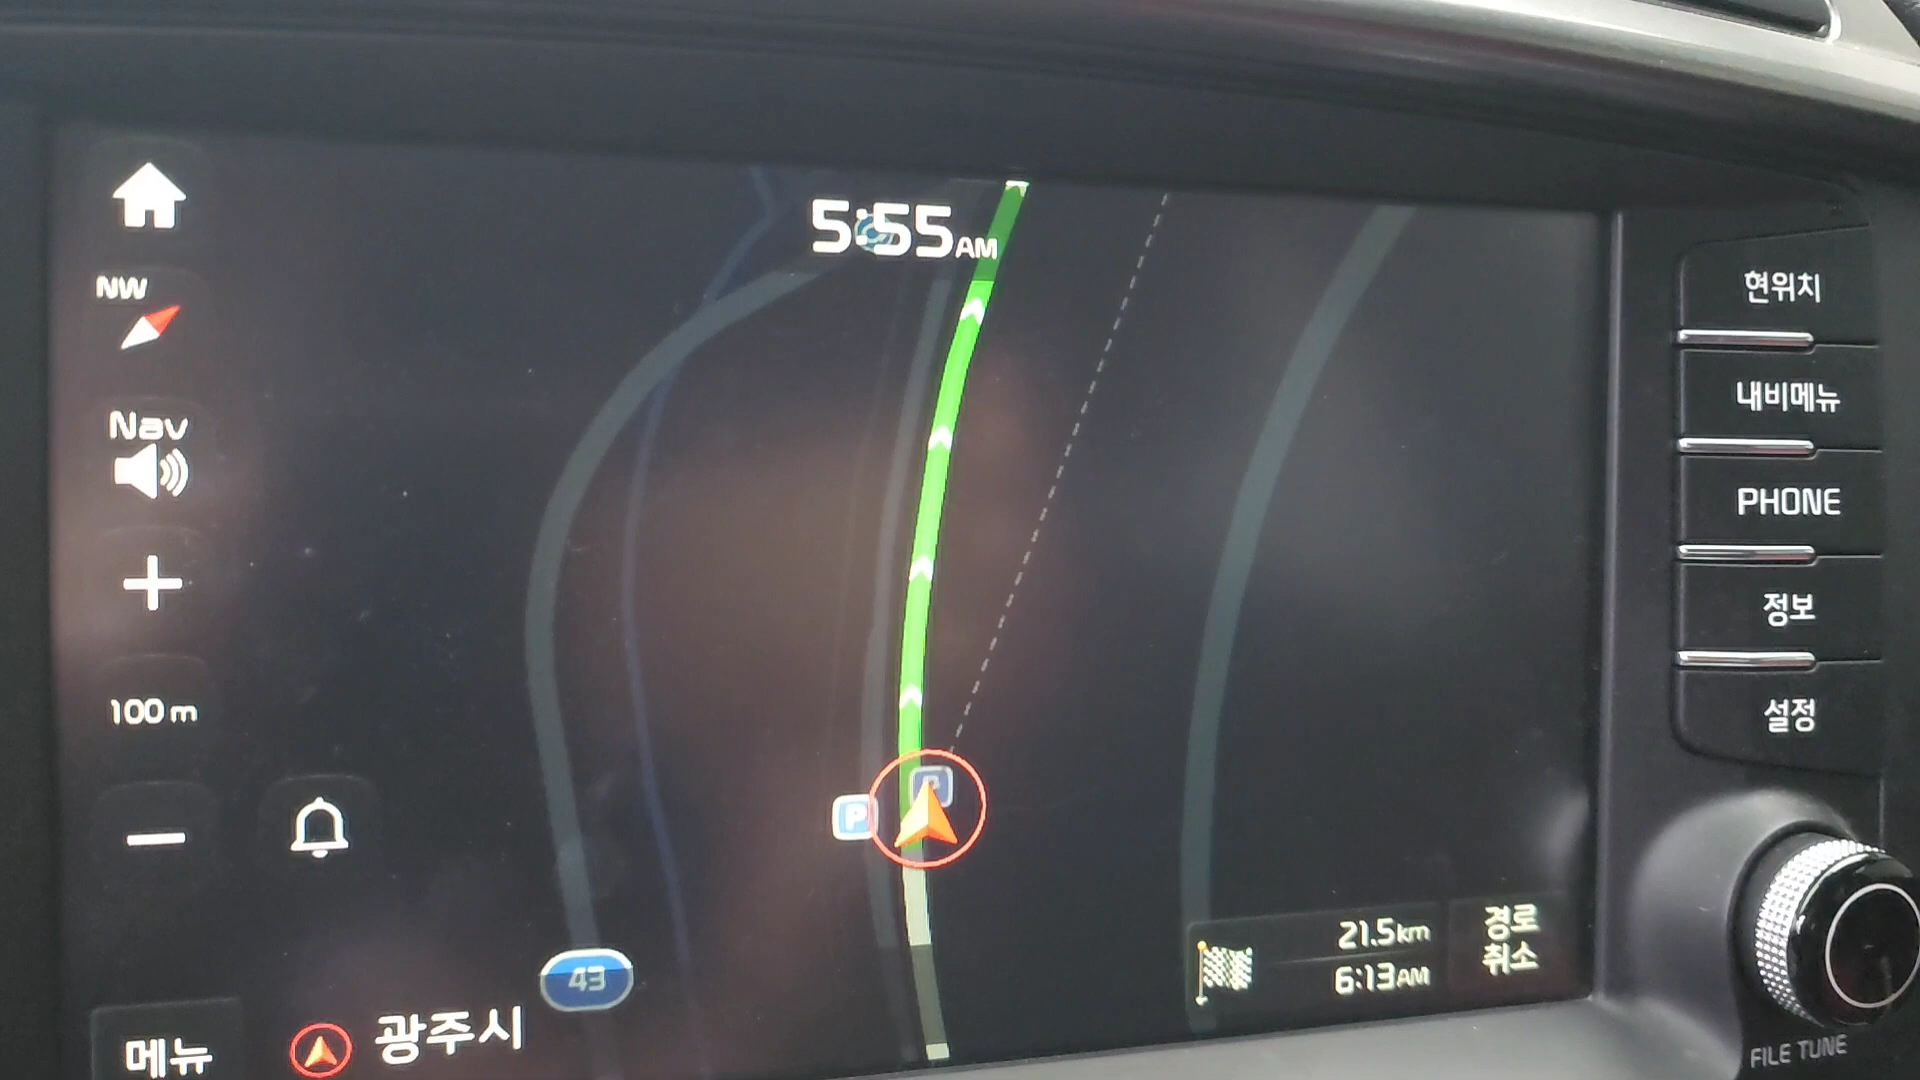 5:55AM
NW
Nav
100 m
P
P
43
21.5km
6:13AM
경로
취소
메뉴
광주시
현위치
내비메뉴
PHONE
정보
설정
FILE TUNE